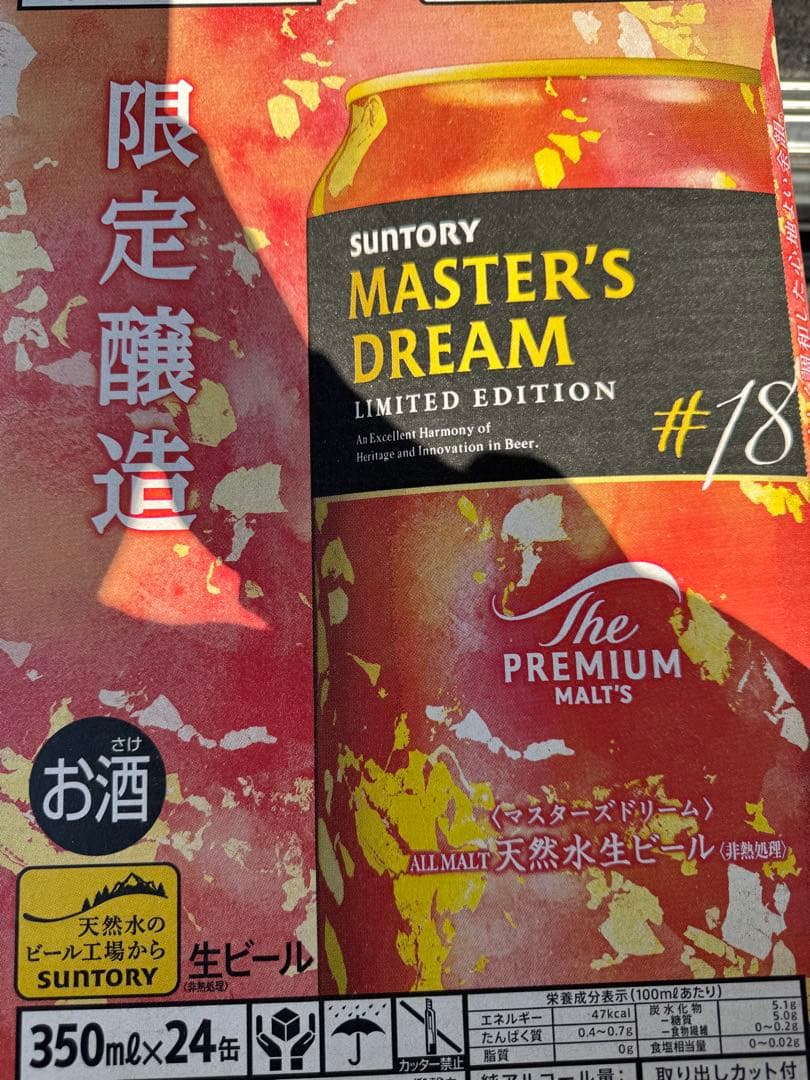 限定醸造
SUNTORY
MASTER'S
DREAM
LIMITED EDITION
An Excellent Harmony of
Heritage and Innovation in Beer.
#18
The
PREMIUM
MALT'S
〈マスターズドリーム〉
ALL MALT 天然水生ビール〈非熱処理〉
さけ
お酒
天然水の
ビール工場から
SUNTORY
生ビール
(非熱処理)
350ml×24缶
カッター禁止
栄養成分表示(100mlあたり)
エネルギー 47kcal
たんぱく質 0.4~0.7g
脂質 0g
炭水化物 5.1g
―糖質 5.0g
―食物繊維 0~0.2g
食塩相当量 0~0.02g
純アルコール量:
取り出しカット付